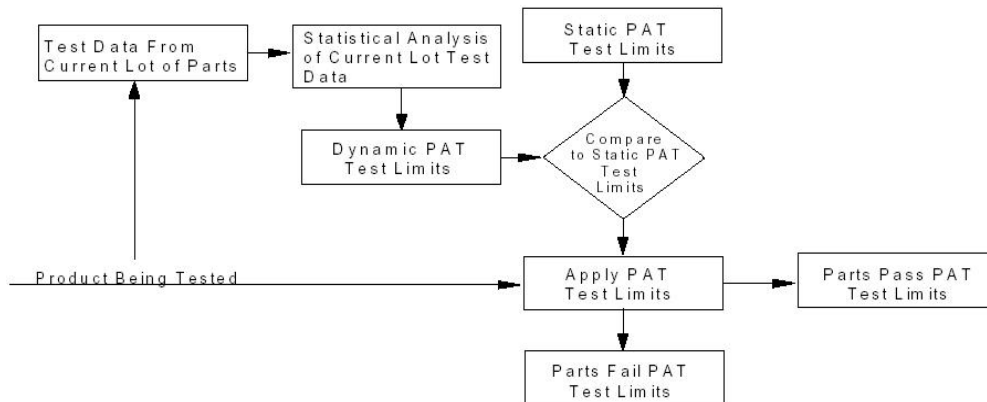 Test Data From
Current Lot of Parts
Statistical Analysis
of Current Lot Test
Data
Static PAT
Test Limits
Dynamic PAT
Test Limits
Compare
to Static PAT
Test
Limits
Product Being Tested
Apply PAT
Test Limits
Parts Pass PAT
Test Limits
Parts Fail PAT
Test Limits